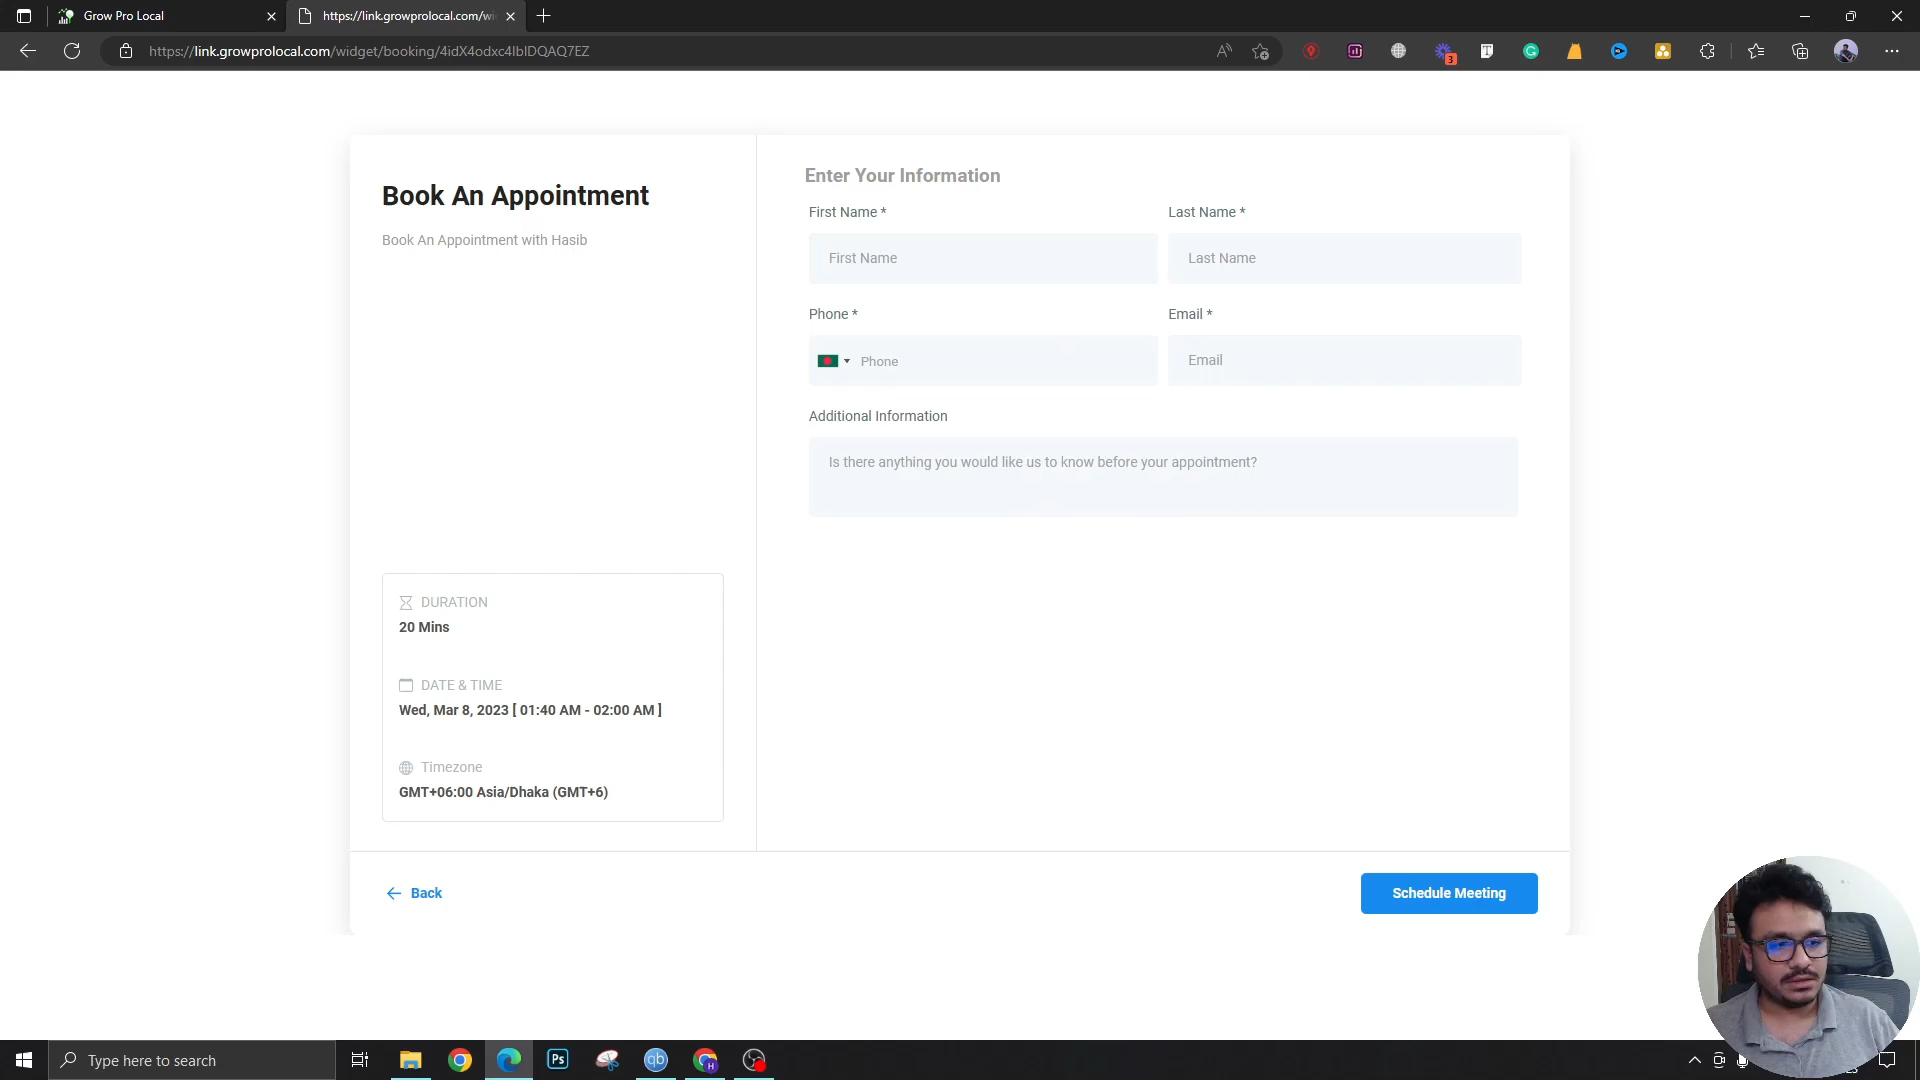 Grow Pro Local
https://link.growprolocal.com/wi
https://link.growprolocal.com/widget/booking/4idX4odxc4lblDQAQ7EZ
3
Book An Appointment
Book An Appointment with Hasib
Enter Your Information
First Name *
Last Name *
First Name
Last Name
Phone *
Email *
Phone
Email
Additional Information
Is there anything you would like us to know before your appointment?
DURATION
20 Mins
DATE & TIME
Wed, Mar 8, 2023 [ 01:40 AM - 02:00 AM ]
Timezone
GMT+06:00 Asia/Dhaka (GMT+6)
Back
Schedule Meeting
Type here to search
Ps
qb
H